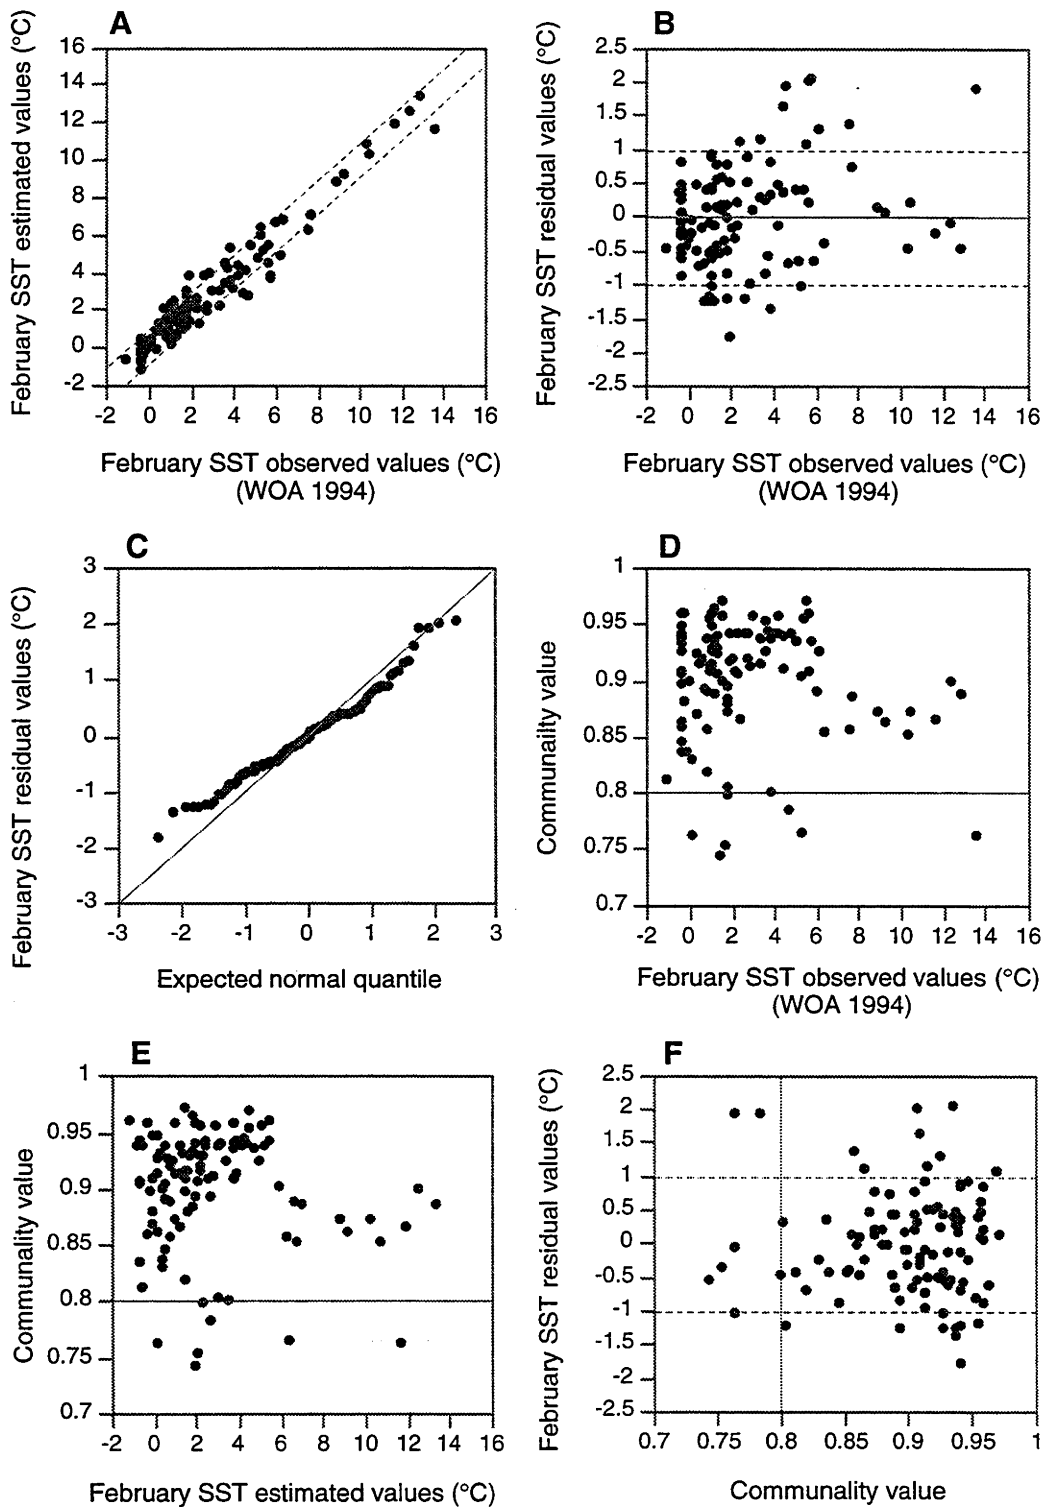 A
February SST estimated values (°C)
16
14
12
10
8
6
4
2
0
-2
-2 0 2 4 6 8 10 12 14 16
February SST observed values (°C)
(WOA 1994)
B
February SST residual values (°C)
2.5
2
1.5
1
0.5
0
-0.5
-1
-1.5
-2
-2.5
-2 0 2 4 6 8 10 12 14 16
February SST observed values (°C)
(WOA 1994)
C
February SST residual values (°C)
3
2
1
0
-1
-2
-3
-3 -2 -1 0 1 2 3
Expected normal quantile
D
Communality value
1
0.95
0.9
0.85
0.8
0.75
0.7
-2 0 2 4 6 8 10 12 14 16
February SST observed values (°C)
(WOA 1994)
E
Communality value
1
0.95
0.9
0.85
0.8
0.75
0.7
-2 0 2 4 6 8 10 12 14 16
February SST estimated values (°C)
F
February SST residual values (°C)
2.5
2
1.5
1
0.5
0
-0.5
-1
-1.5
-2
-2.5
0.7 0.75 0.8 0.85 0.9 0.95 1
Communality value